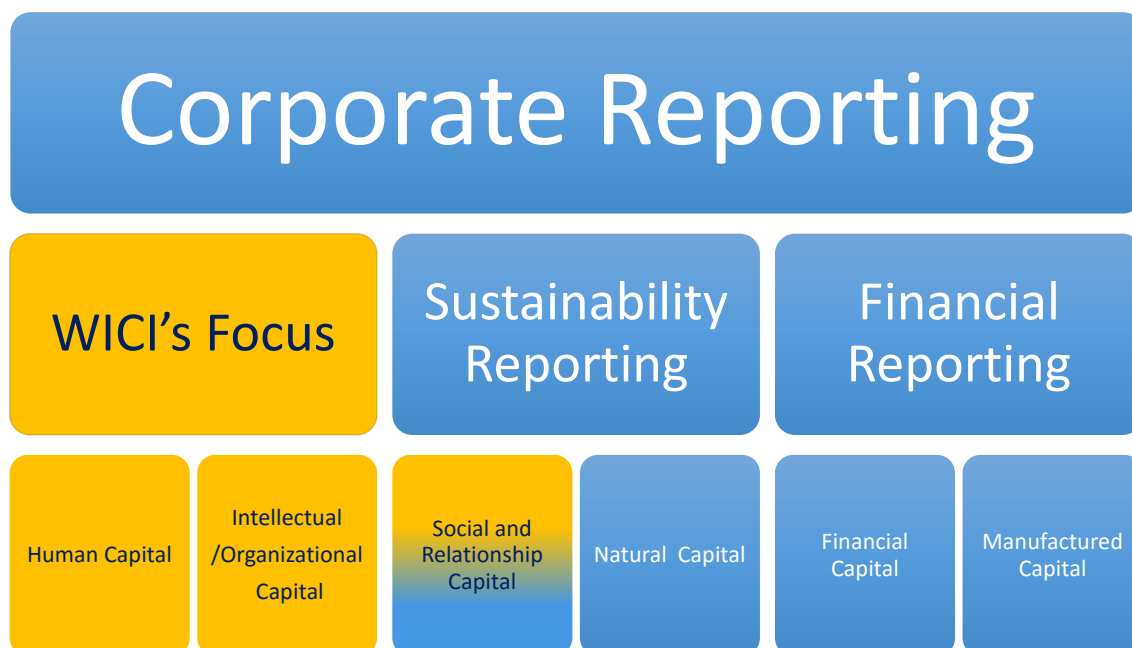 Corporate Reporting
WICI’s Focus
Sustainability
Reporting
Financial
Reporting
Human Capital
Intellectual
/Organizational
Capital
Social and
Relationship
Capital
Natural Capital
Financial
Capital
Manufactured
Capital